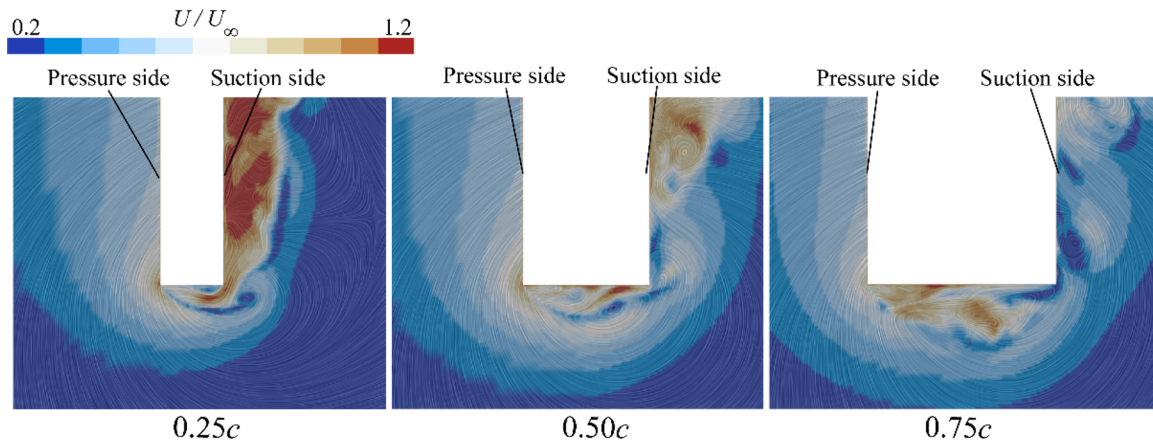 U/U∞
0.2 1.2
Pressure side Suction side
Pressure side Suction side
Pressure side Suction side
0.25c 0.50c 0.75c